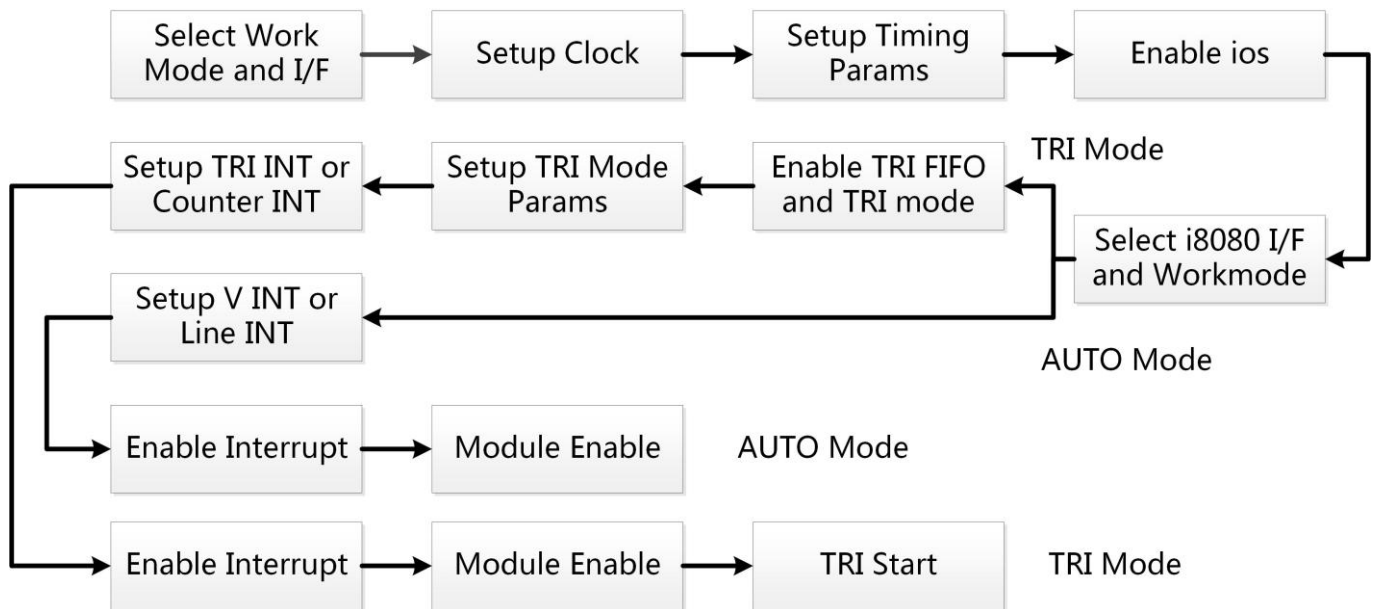 Select Work
Mode and I/F
Setup Clock
Setup Timing
Params
Enable ios
TRI Mode
Setup TRI INT or
Counter INT
Setup TRI Mode
Params
Enable TRI FIFO
and TRI mode
Select i8080 I/F
and Workmode
Setup V INT or
Line INT
AUTO Mode
Enable Interrupt
Module Enable
AUTO Mode
Enable Interrupt
Module Enable
TRI Start
TRI Mode